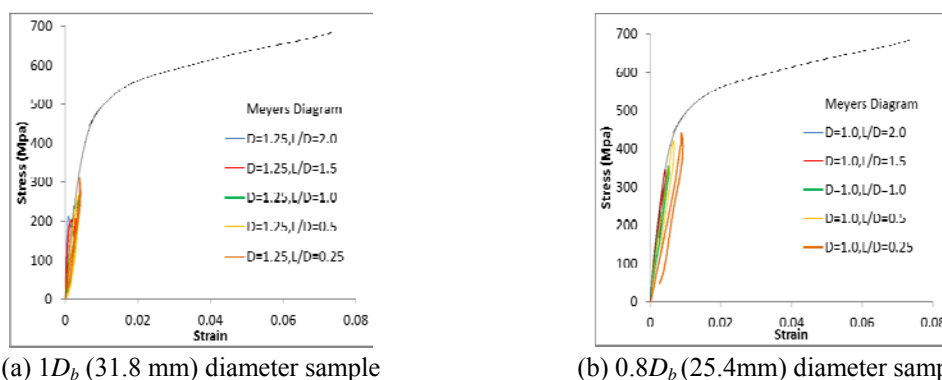 700
600
500
400
300
200
100
0
Stress (Mpa)
Meyers Diagram
D=1.25,L/D=2.0
D=1.25,L/D=1.5
D=1.25,L/D=1.0
D=1.25,L/D=0.5
D=1.25,L/D=0.25
0 0.02 0.04 0.06 0.08
Strain
(a) 1D_b (31.8 mm) diameter sample
700
600
500
400
300
200
100
0
Stress (Mpa)
Meyers Diagram
D=1.0,L/D=2.0
D=1.0,L/D=1.5
D=1.0,L/D=1.0
D=1.0,L/D=0.5
D=1.0,L/D=0.25
0 0.02 0.04 0.06 0.08
Strain
(b) 0.8D_b (25.4mm) diameter samp